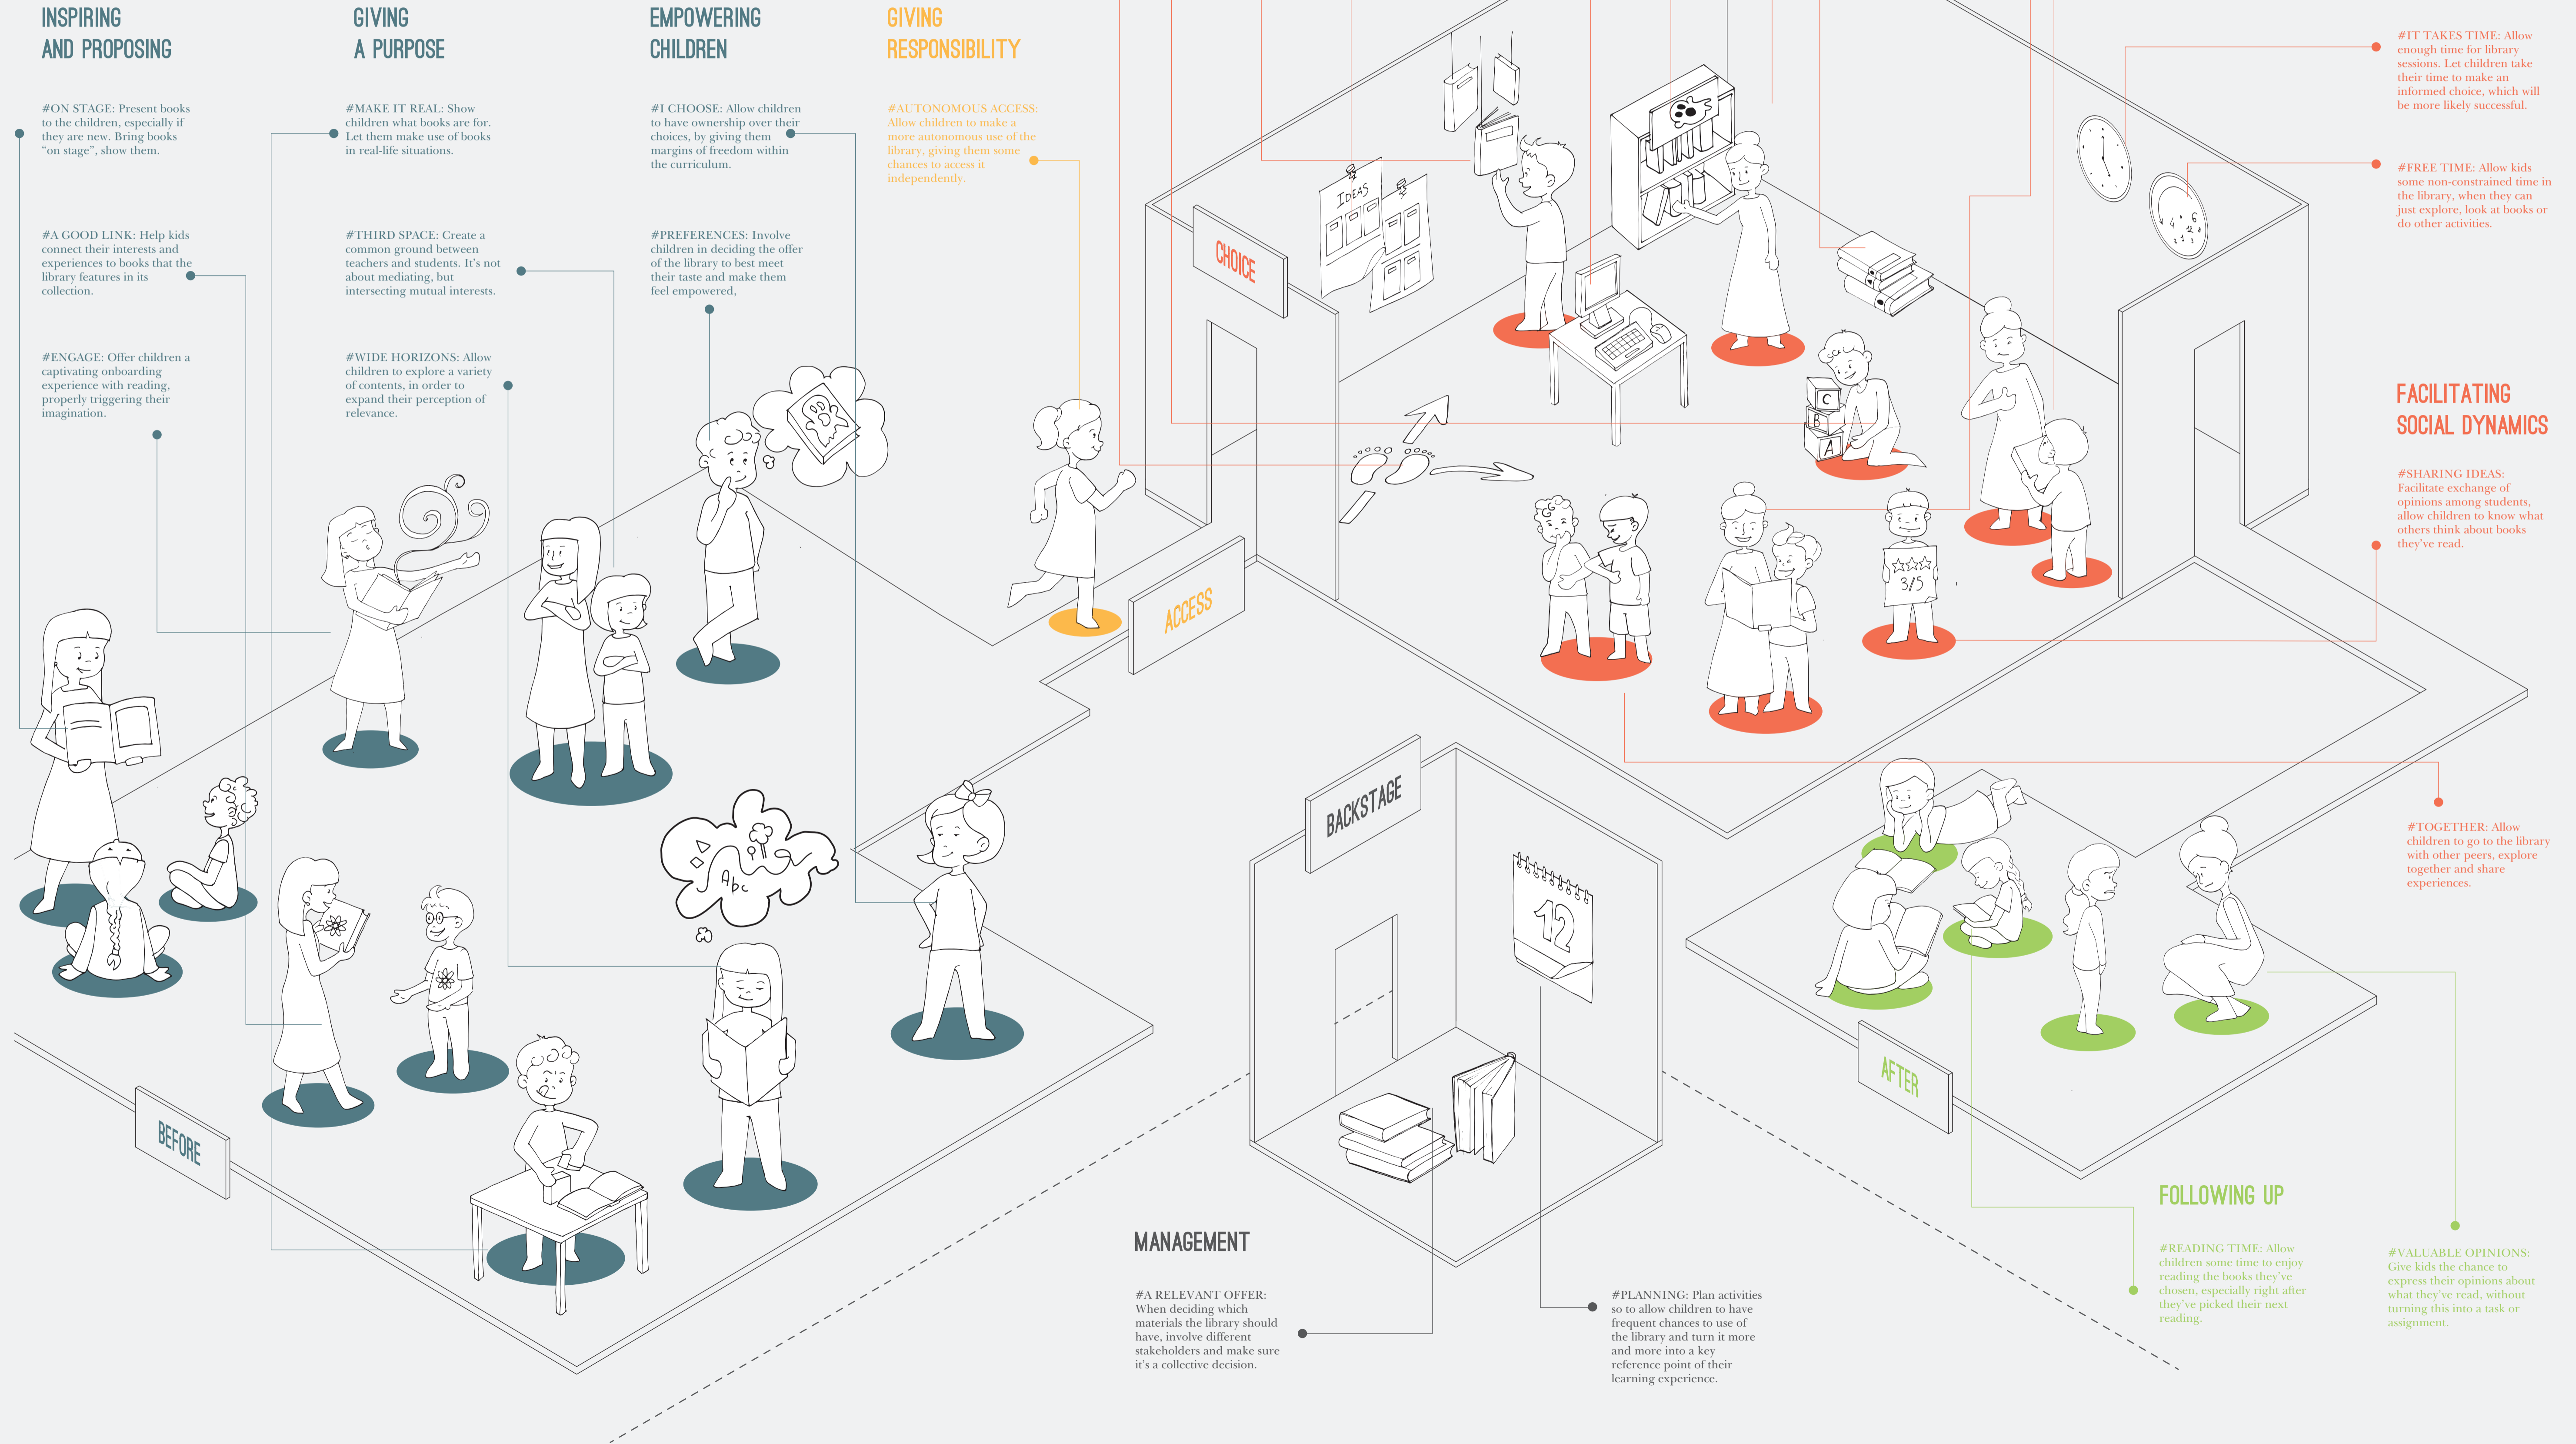 INSPIRING
AND PROPOSING
#ON STAGE: Present books
to the children, especially if
they are new. Bring books
“on stage”, show them.
#A GOOD LINK: Help kids
connect their interests and
experiences to books that the
library features in its
collection.
#ENGAGE: Offer children a
captivating onboarding
experience with reading,
properly triggering their
imagination.
GIVING
A PURPOSE
#MAKE IT REAL: Show
children what books are for.
Let them make use of books
in real-life situations.
#THIRD SPACE: Create a
common ground between
teachers and students. It's not
about mediating, but
intersecting mutual interests.
#WIDE HORIZONS: Allow
children to explore a variety
of contents, in order to
expand their perception of
relevance.
EMPOWERING
CHILDREN
#I CHOOSE: Allow children
to have ownership over their
choices, by giving them
margins of freedom within
the curriculum.
#PREFERENCES: Involve
children in deciding the offer
of the library to best meet
their taste and make them
feel empowered,
GIVING
RESPONSIBILITY
#AUTONOMOUS ACCESS:
Allow children to make a
more autonomous use of the
library, giving them some
chances to access it
independently.
#IT TAKES TIME: Allow
enough time for library
sessions. Let children take
their time to make an
informed choice, which will
be more likely successful.
#FREE TIME: Allow kids
some non-constrained time in
the library, when they can
just explore, look at books or
do other activities.
FACILITATING
SOCIAL DYNAMICS
#SHARING IDEAS:
Facilitate exchange of
opinions among students,
allow children to know what
others think about books
they've read.
#TOGETHER: Allow
children to go to the library
with other peers, explore
together and share
experiences.
CHOICE
IDEAS
C
B
A
3/5
ACCESS
Abc
BEFORE
BACKSTAGE
12
AFTER
MANAGEMENT
#A RELEVANT OFFER:
When deciding which
materials the library should
have, involve different
stakeholders and make sure
it's a collective decision.
#PLANNING: Plan activities
so to allow children to have
frequent chances to use of
the library and turn it more
and more into a key
reference point of their
learning experience.
FOLLOWING UP
#READING TIME: Allow
children some time to enjoy
reading the books they've
chosen, especially right after
they've picked their next
reading.
#VALUABLE OPINIONS:
Give kids the chance to
express their opinions about
what they've read, without
turning this into a task or
assignment.